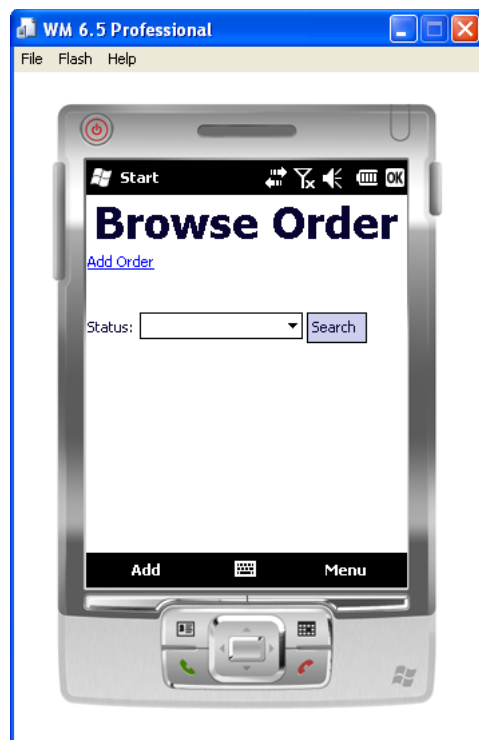 WM 6.5 Professional
File Flash Help
Start OK
Browse Order
Add Order
Status: Search
Add Menu